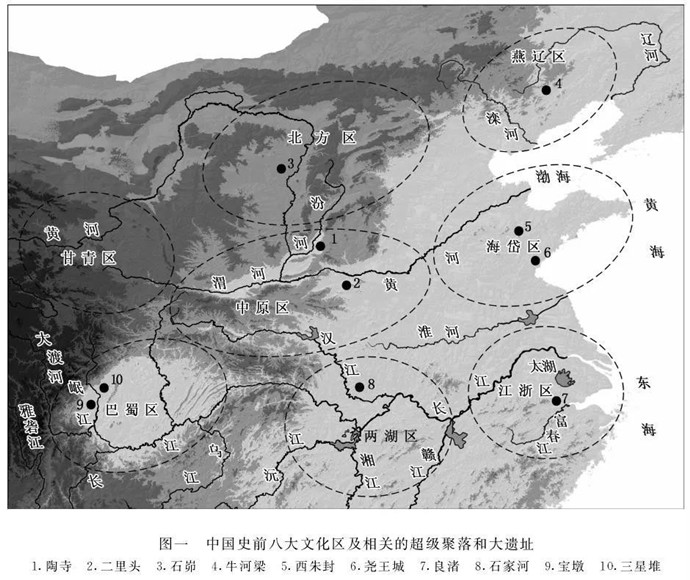 燕辽区
辽河
4
滦河
北方区
3
汾河
渤海
黄海
5
海岱区
6
黄河
甘青区
1
渭河
2
黄河
中原区
淮河
汉江
大渡河
岷江
10
9
巴蜀区
雅砻江
长江
乌江
沅江
8
长江
两湖区
湘江
赣江
太湖
江浙区
7
富春江
东海
图一 中国史前八大文化区及相关的超级聚落和大遗址
1.陶寺 2.二里头 3.石峁 4.牛河梁 5.西朱封 6.尧王城 7.良渚 8.石家河 9.宝墩 10.三星堆